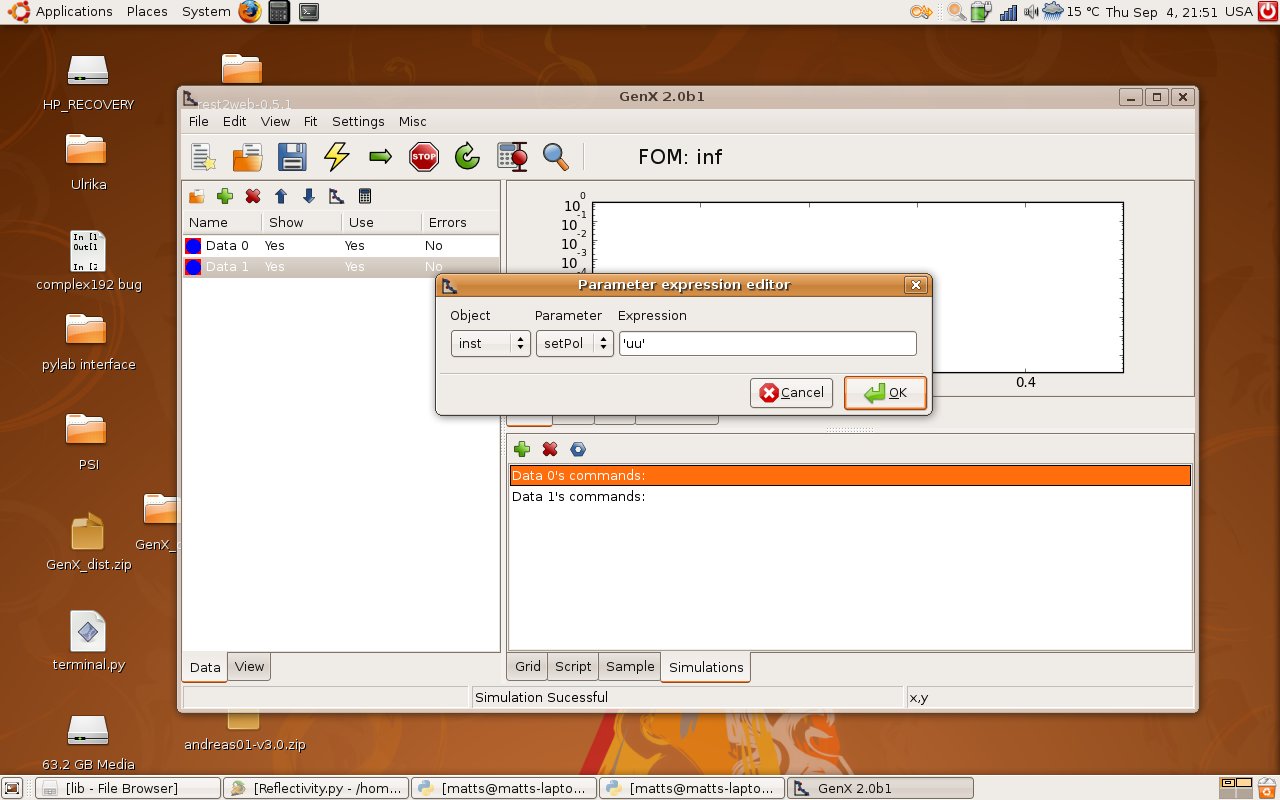 Applications Places System 15 °C Thu Sep 4, 21:51 USA
HP_RECOVERY
rest2web-0.5.1
Ulrika
In [1
Out[1
In [2
complex192 bug
pylab interface
PSI
GenX_dist.zip
terminal.py
63.2 GB Media
andreas01-v3.0.zip
GenX 2.0b1
File Edit View Fit Settings Misc
STOP
FOM: inf
Name Show Use Errors
Data 0 Yes Yes No
Data 1 Yes Yes No
10 0
10 -1
10 -2
10 -3
-4
0.4
Parameter expression editor
Object Parameter Expression
inst setPol 'uu'
Cancel OK
Data 0's commands:
Data 1's commands:
Data View
Grid Script Sample Simulations
Simulation Sucessful x,y
[lib - File Browser] [Reflectivity.py - /hom... [matts@matts-lapto... [matts@matts-lapto... GenX 2.0b1